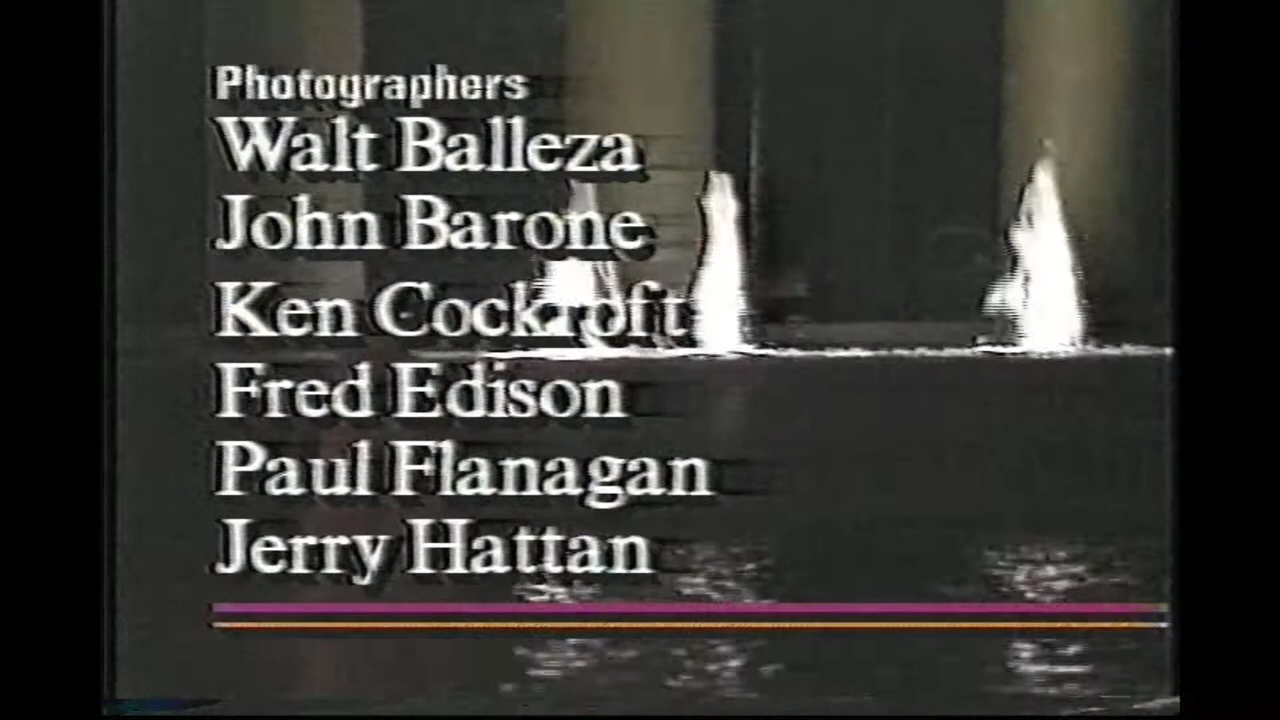 Photographers
Walt Balleza
John Barone
Ken Cockroft
Fred Edison
Paul Flanagan
Jerry Hattan